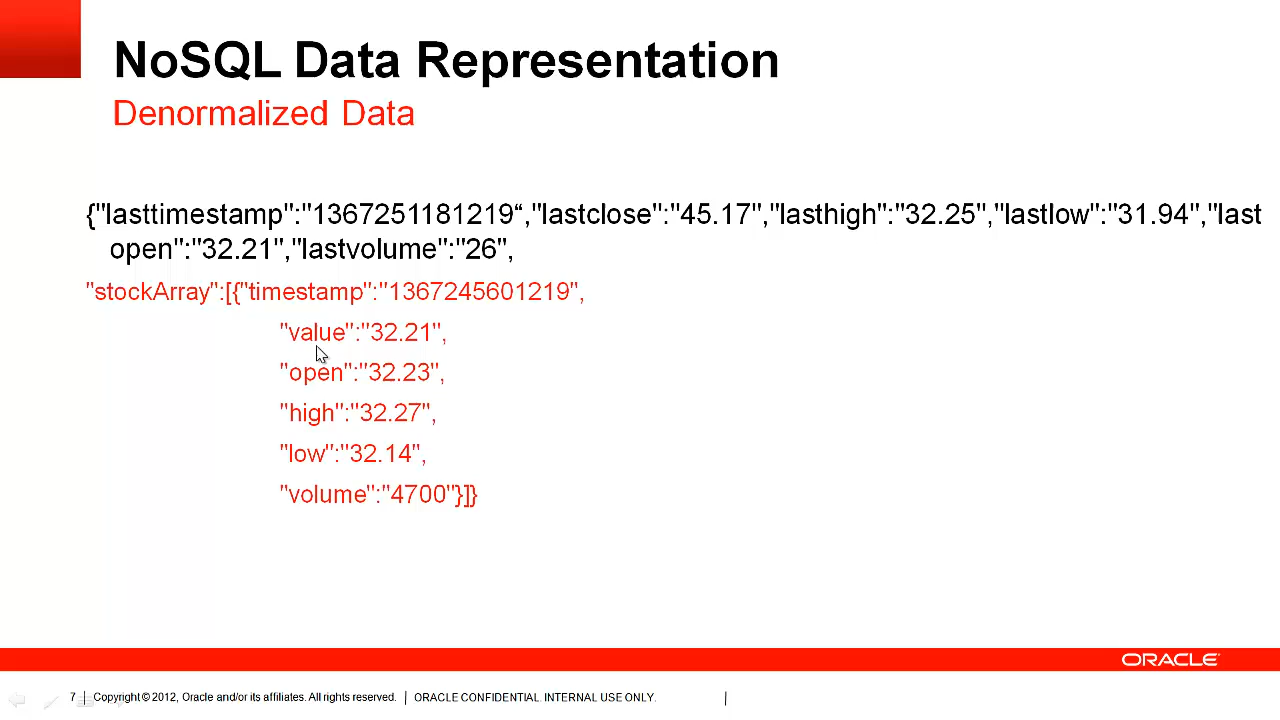 NoSQL Data Representation
Denormalized Data
{"lasttimestamp":"1367251181219“,"lastclose":"45.17","lasthigh":"32.25","lastlow":"31.94","last
open":"32.21","lastvolume":"26",
"stockArray":[{"timestamp":"1367245601219",
"value":"32.21",
"open":"32.23",
"high":"32.27",
"low":"32.14",
"volume":"4700"}]}
ORACLE
7 | Copyright © 2012, Oracle and/or its affiliates. All rights reserved. | ORACLE CONFIDENTIAL. INTERNAL USE ONLY. |